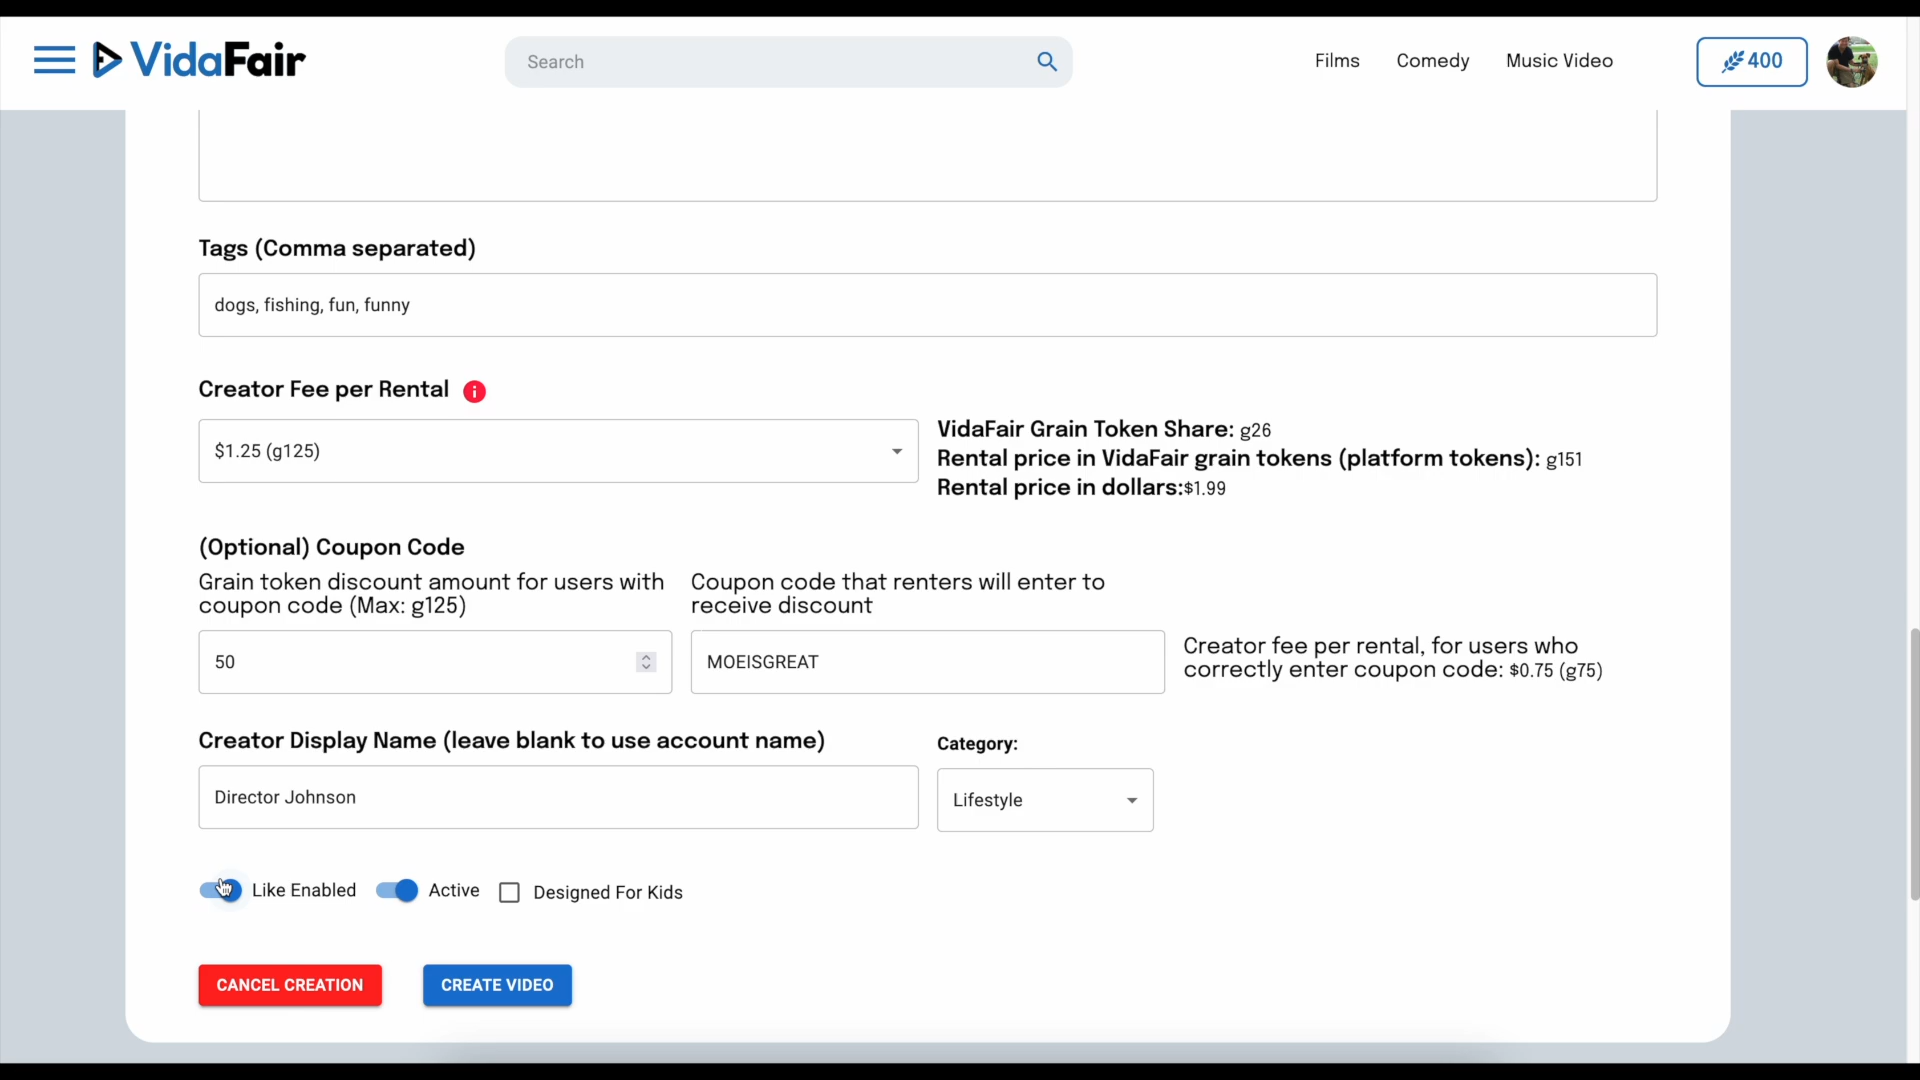 VidaFair
Search
Films
Comedy
Music Video
400
Tags (Comma separated)
dogs, fishing, fun, funny
Creator Fee per Rental
i
$1.25 (g125)
VidaFair Grain Token Share: g26
Rental price in VidaFair grain tokens (platform tokens): g151
Rental price in dollars:$1.99
(Optional) Coupon Code
Grain token discount amount for users with
coupon code (Max: g125)
Coupon code that renters will enter to
receive discount
50
MOEISGREAT
Creator fee per rental, for users who
correctly enter coupon code: $0.75 (g75)
Creator Display Name (leave blank to use account name)
Category:
Director Johnson
Lifestyle
Like Enabled
Active
Designed For Kids
CANCEL CREATION
CREATE VIDEO